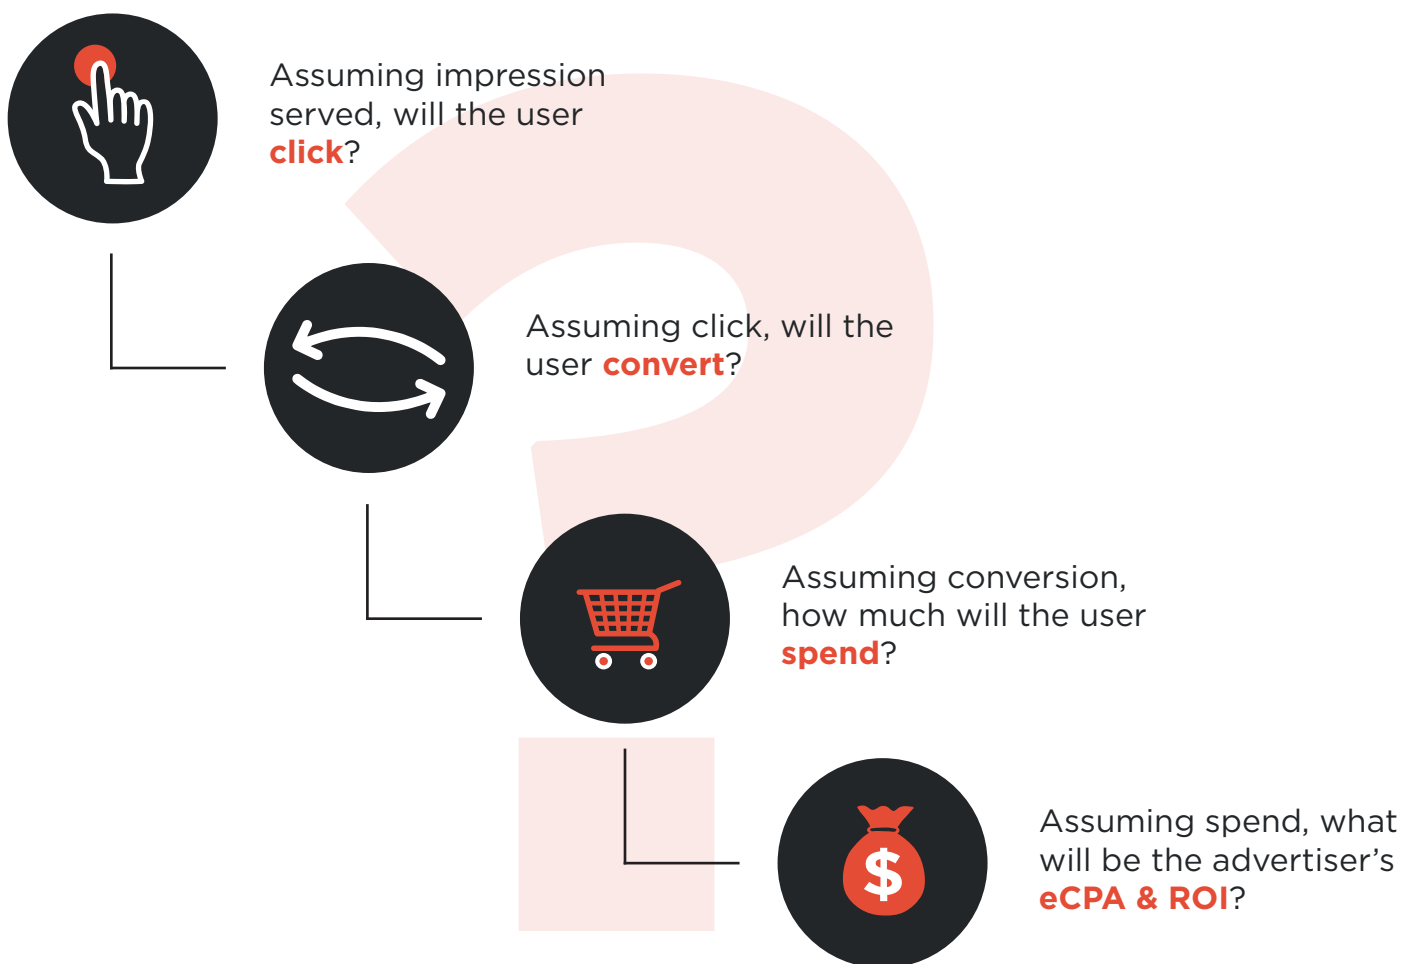 Assuming impression
served, will the user
click?
Assuming click, will the
user convert?
Assuming conversion,
how much will the user
spend?
$
Assuming spend, what
will be the advertiser’s
eCPA & ROI?